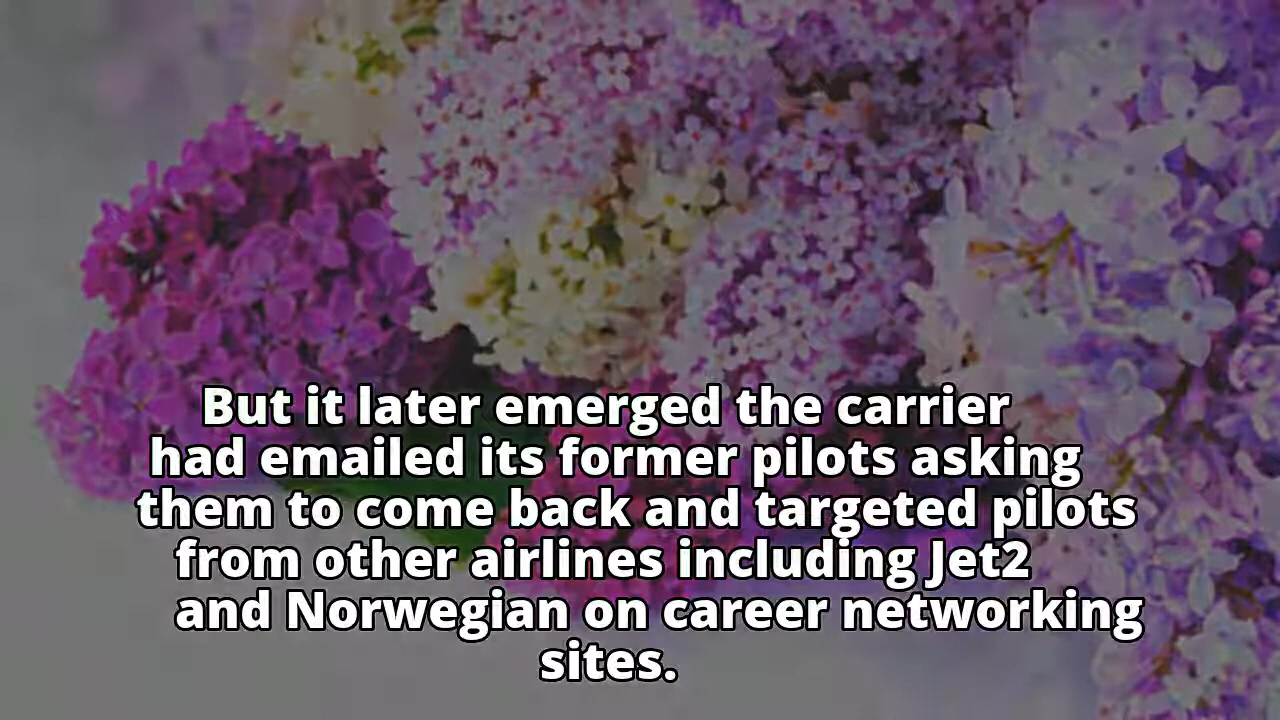 But it later emerged the carrier
had emailed its former pilots asking
them to come back and targeted pilots
from other airlines including Jet2
and Norwegian on career networking
sites.